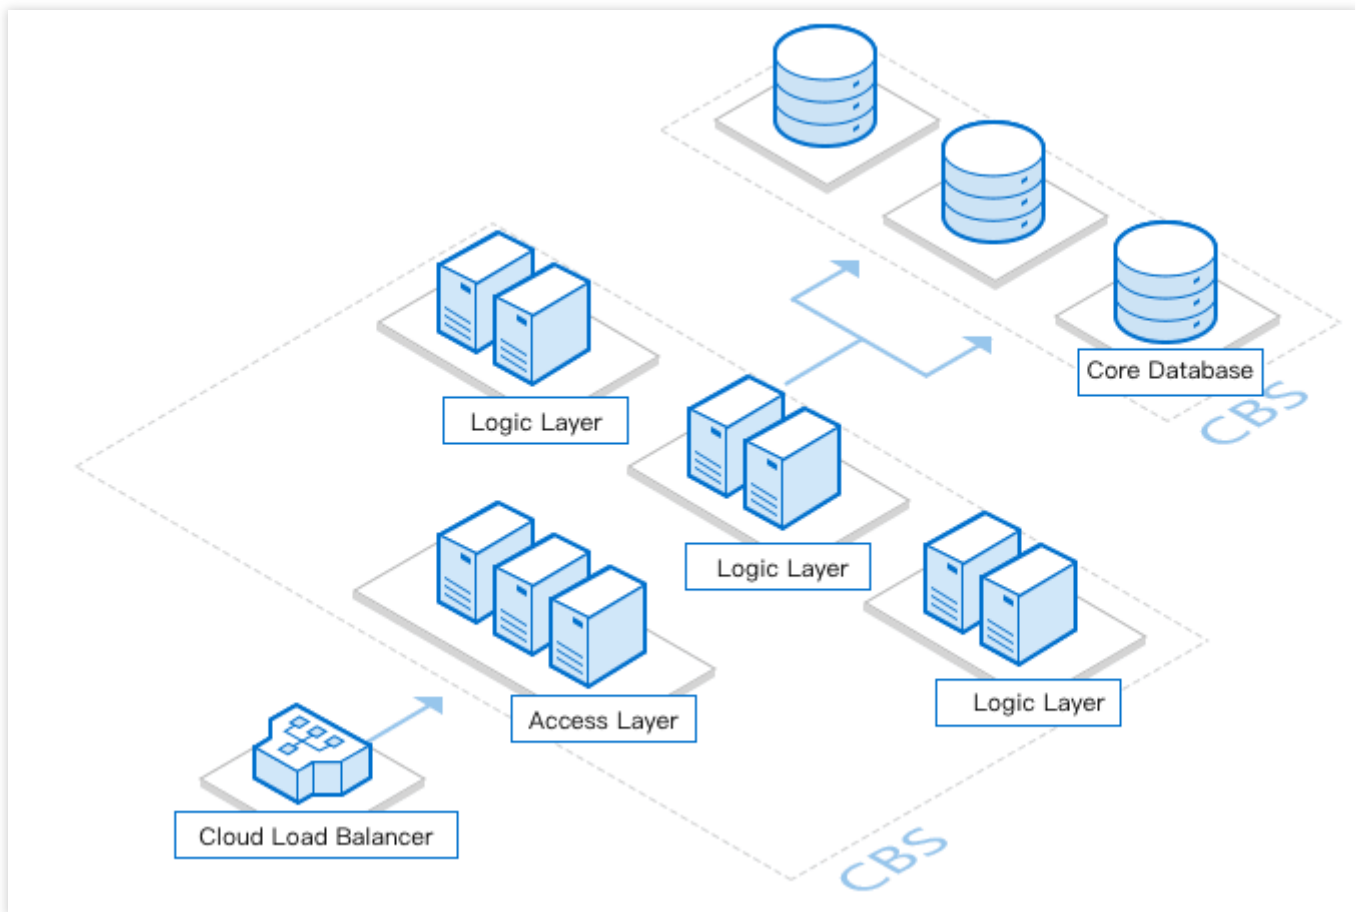 Core Database
CBS
Logic Layer
Logic Layer
Logic Layer
Access Layer
Cloud Load Balancer
CBS